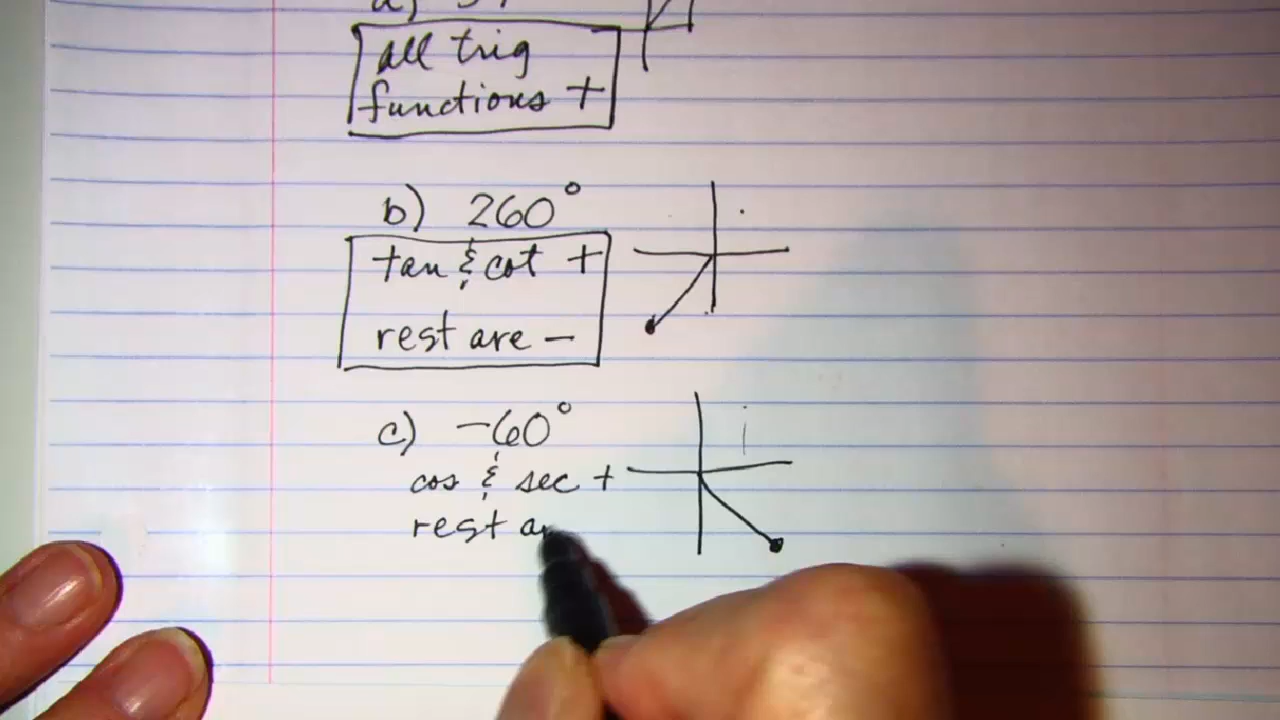 all trig
functions +
b) 260°
tan & cot +
rest are –
c) –60°
cos & sec +
rest